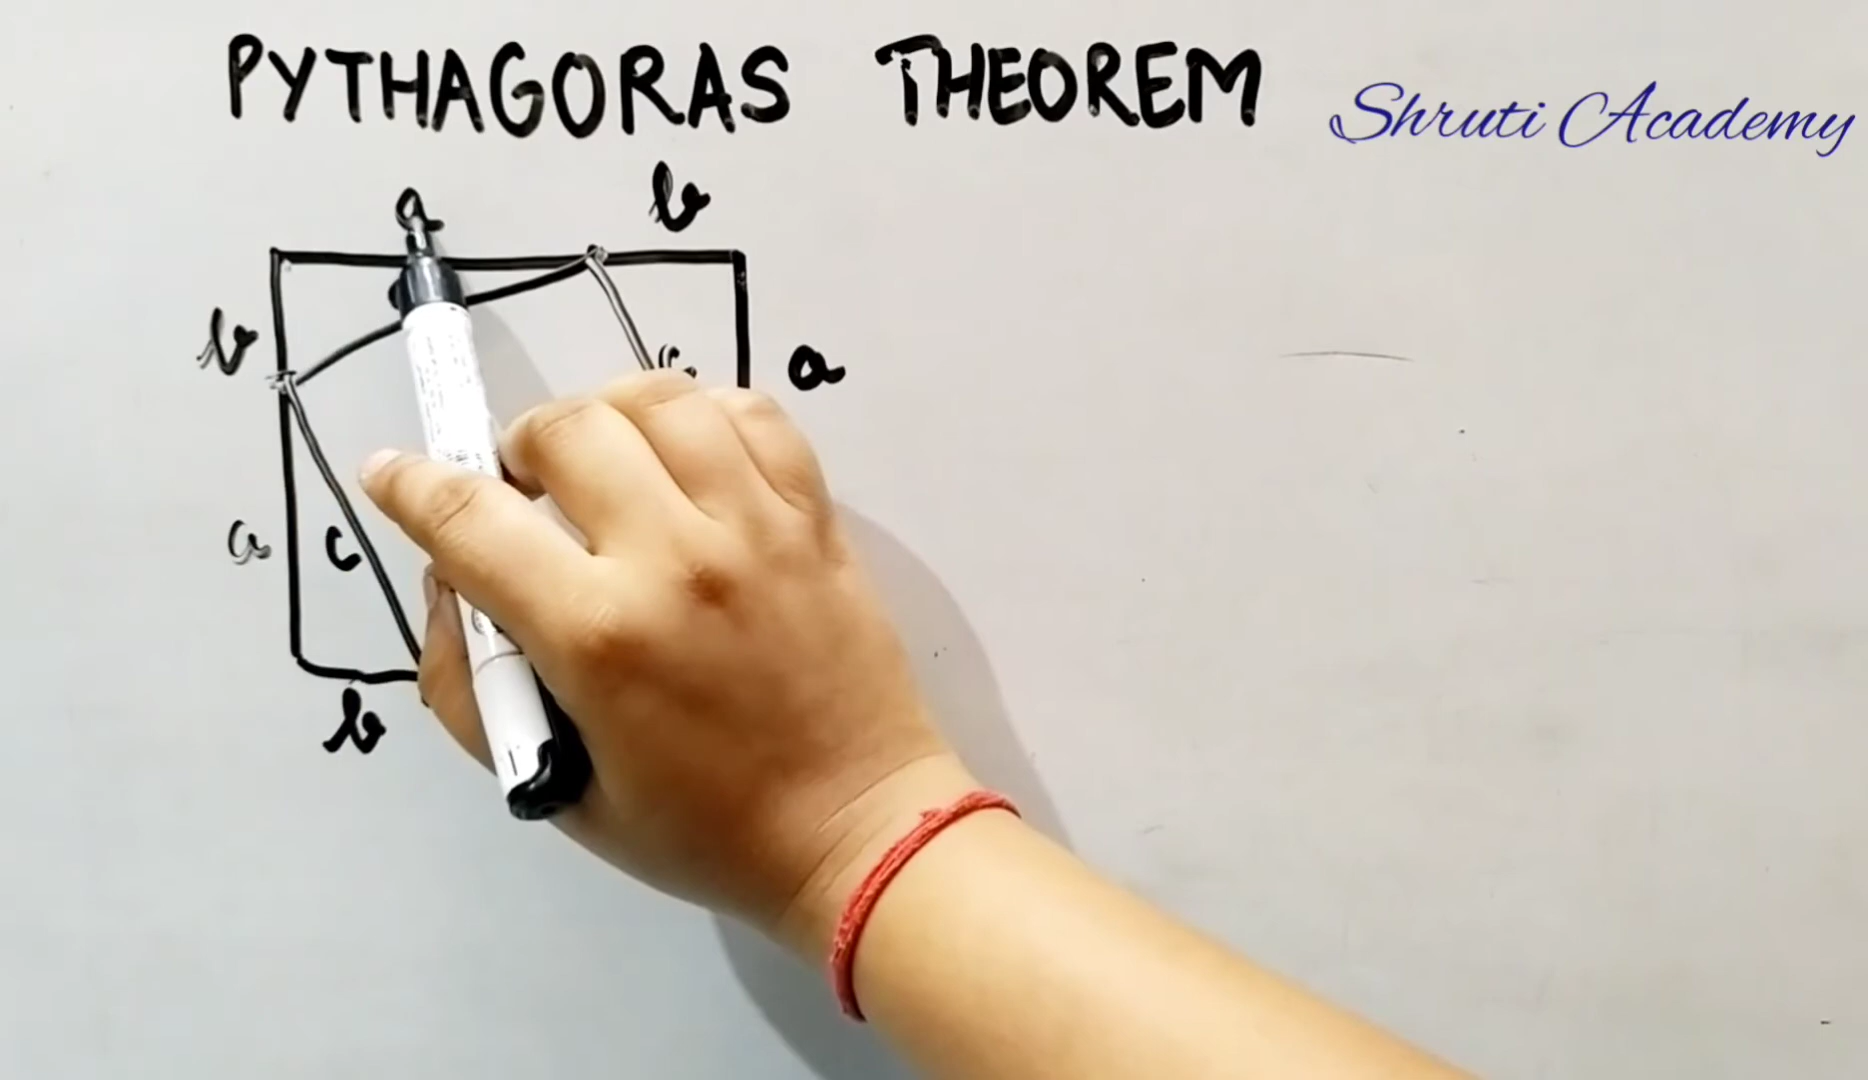 PYTHAGORAS THEOREM
Shruti Academy
a b
b c a
a c
b